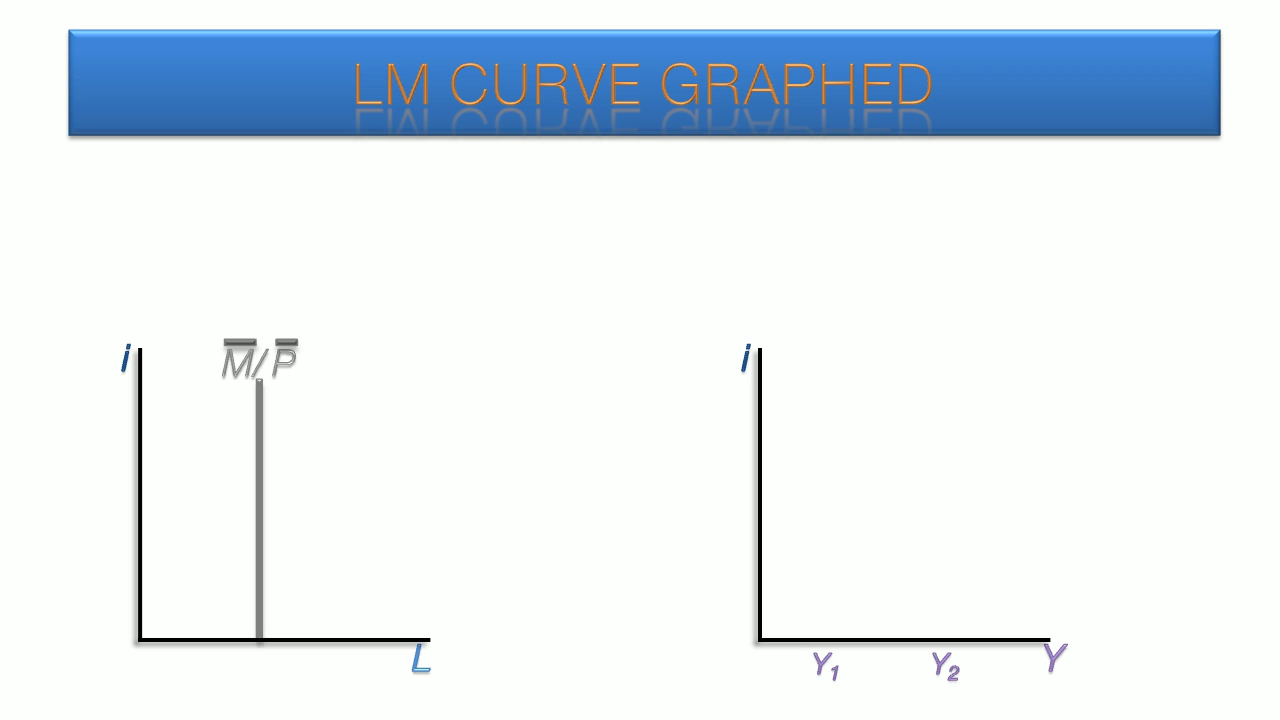 LM CURVE GRAPHED
i
M̅/P̅
L
i
Y₁
Y₂
Y